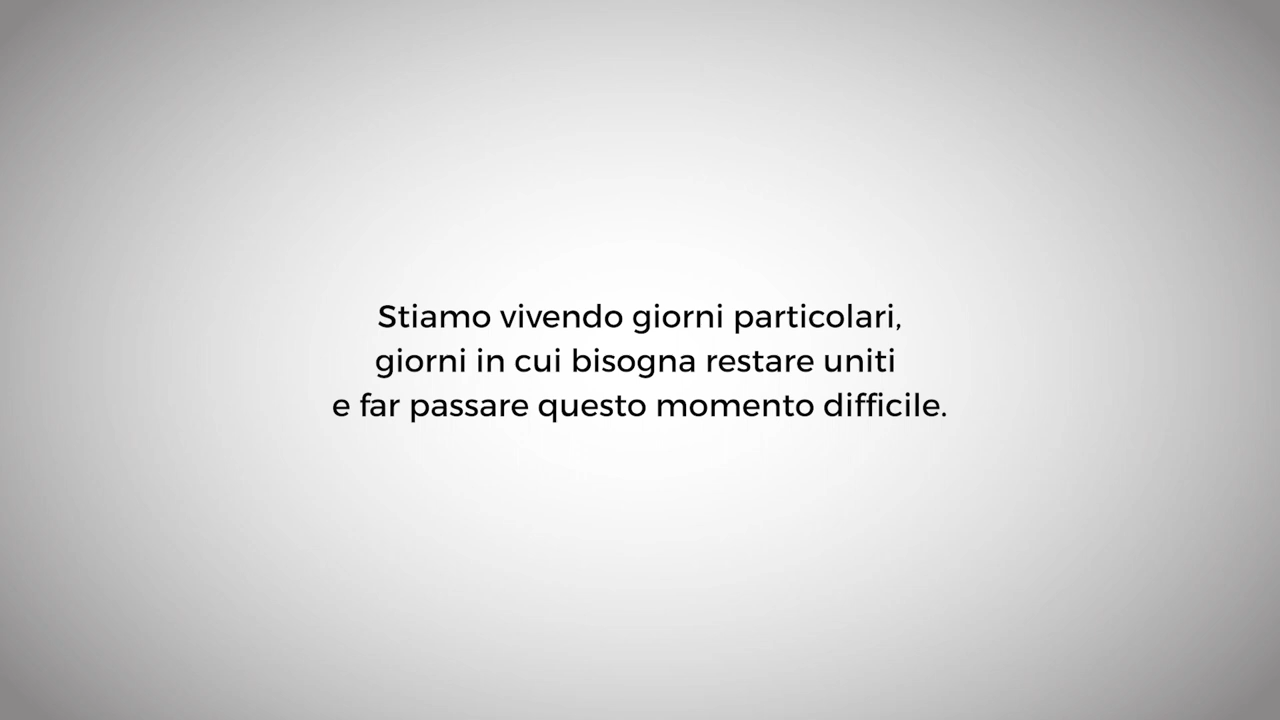 Stiamo vivendo giorni particolari,
giorni in cui bisogna restare uniti
e far passare questo momento difficile.